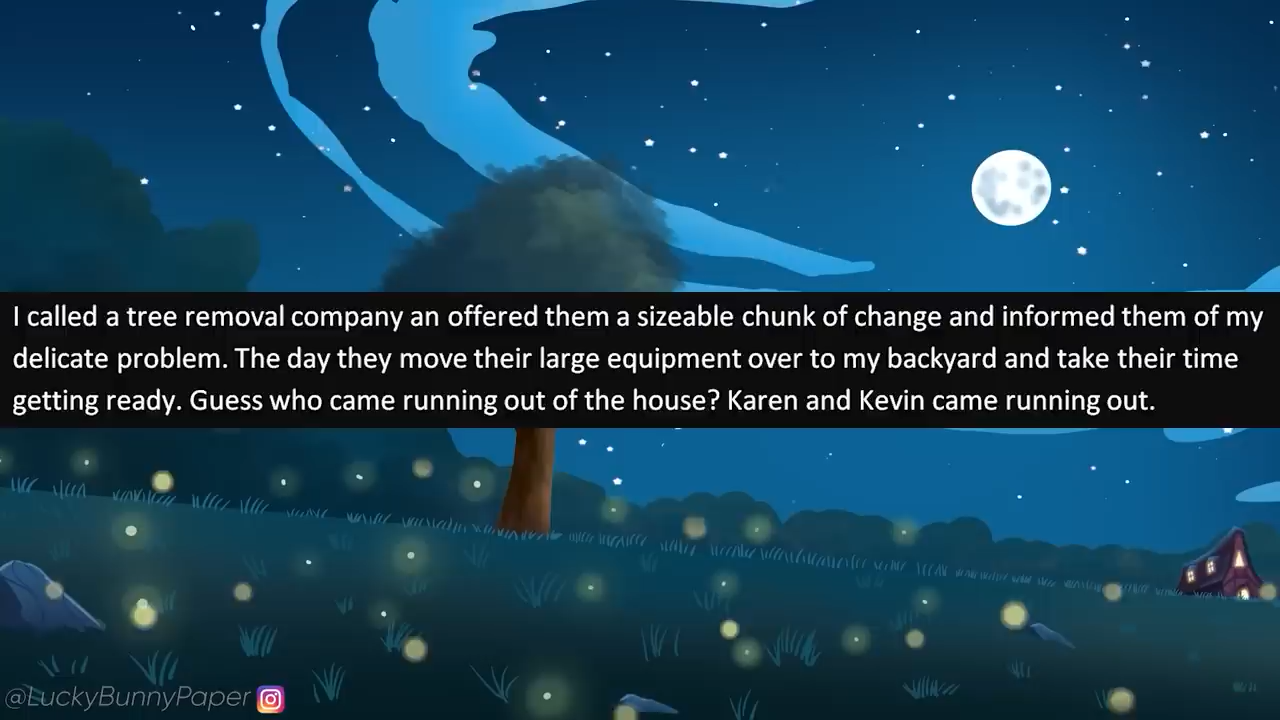 I called a tree removal company an offered them a sizeable chunk of change and informed them of my
delicate problem. The day they move their large equipment over to my backyard and take their time
getting ready. Guess who came running out of the house? Karen and Kevin came running out.
@LuckyBunnyPaper